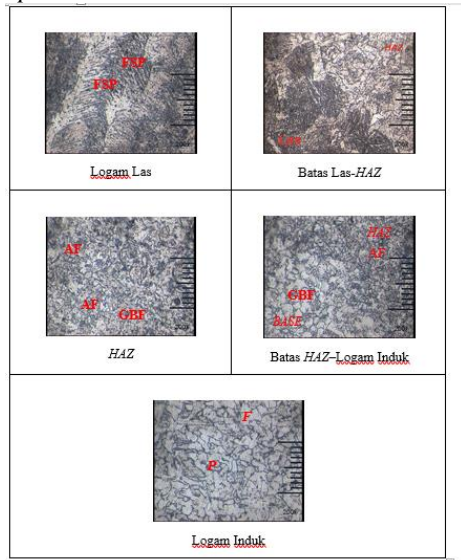 FSP
FSP
Logam Las
HAZ
Batas Las-HAZ
AF
AF
GBF
HAZ
HAZ
AF
GBF
BASE
Batas HAZ–Logam Induk
F
P
Logam Induk